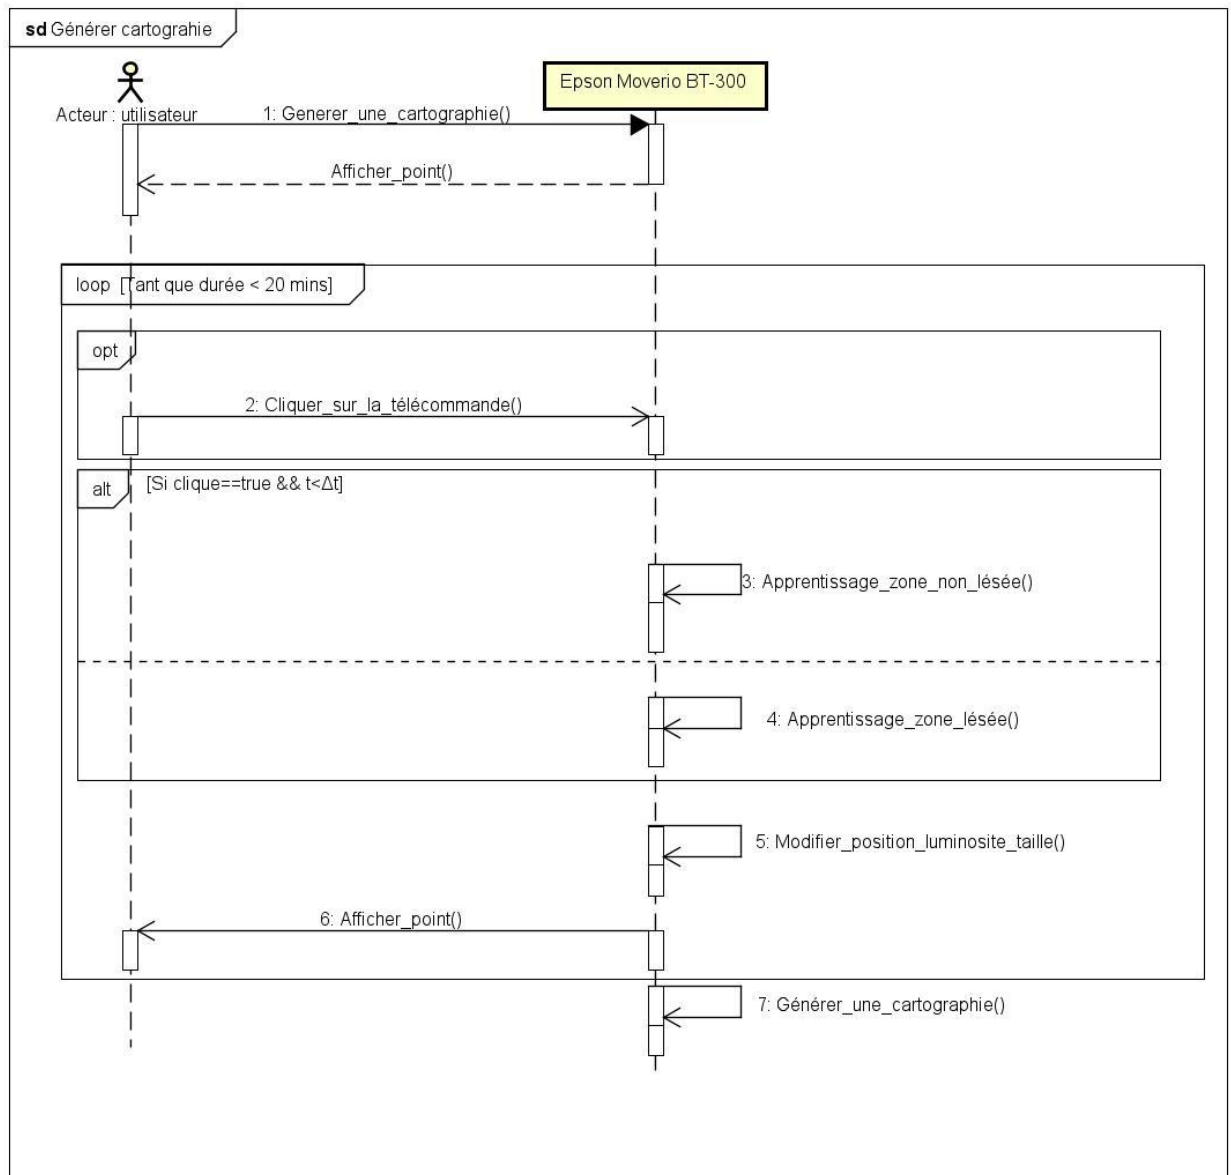 sd Générer cartograhie
Epson Moverio BT-300
Acteur : utilisateur
1: Genérer_une_cartographie()
Afficher_point()
loop [Tant que durée < 20 mins]
opt
2: Cliquer_sur_la_télécommande()
alt [Si clique==true && t<Δt]
3: Apprentissage_zone_non_lésée()
4: Apprentissage_zone_lésée()
5: Modifier_position_luminosite_taille()
6: Afficher_point()
7: Générer_une_cartographie()